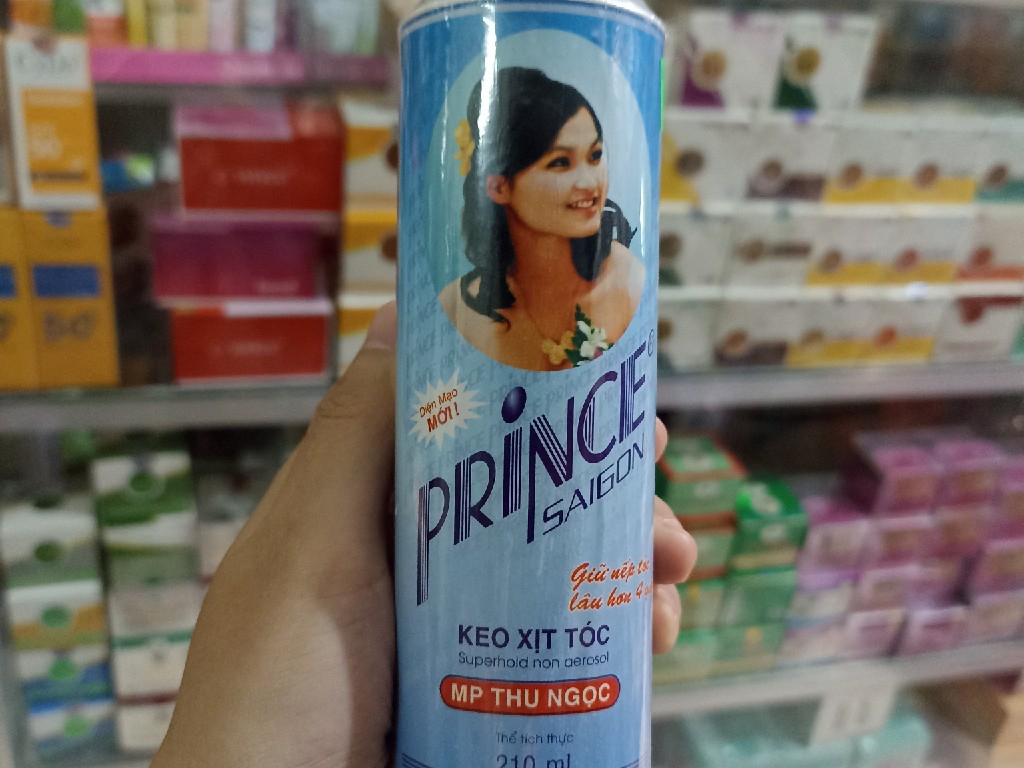 Diện Mạo
MỚI !
PRINCE ®
SAIGON
Giữ nếp tóc
lâu hơn 4
KEO XỊT TÓC
Superhold non aerosol
MP THU NGỌC
Thể tích thực
210 ml